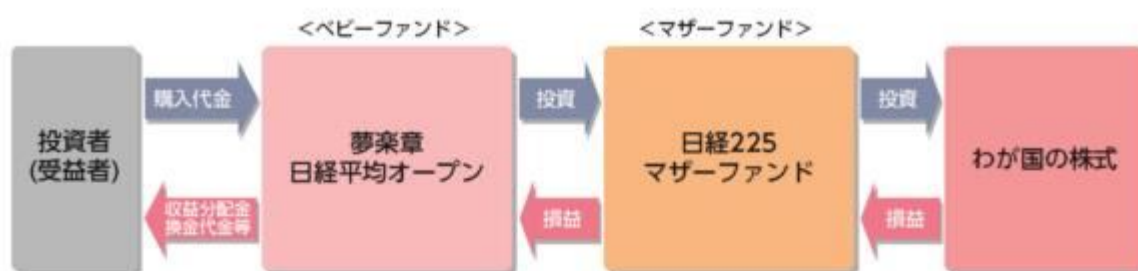 ＜ベビーファンド＞
＜マザーファンド＞
投資者
(受益者)
購入代金
収益分配金
換金代金等
夢楽章
日経平均オープン
投資
損益
日経225
マザーファンド
投資
損益
わが国の株式